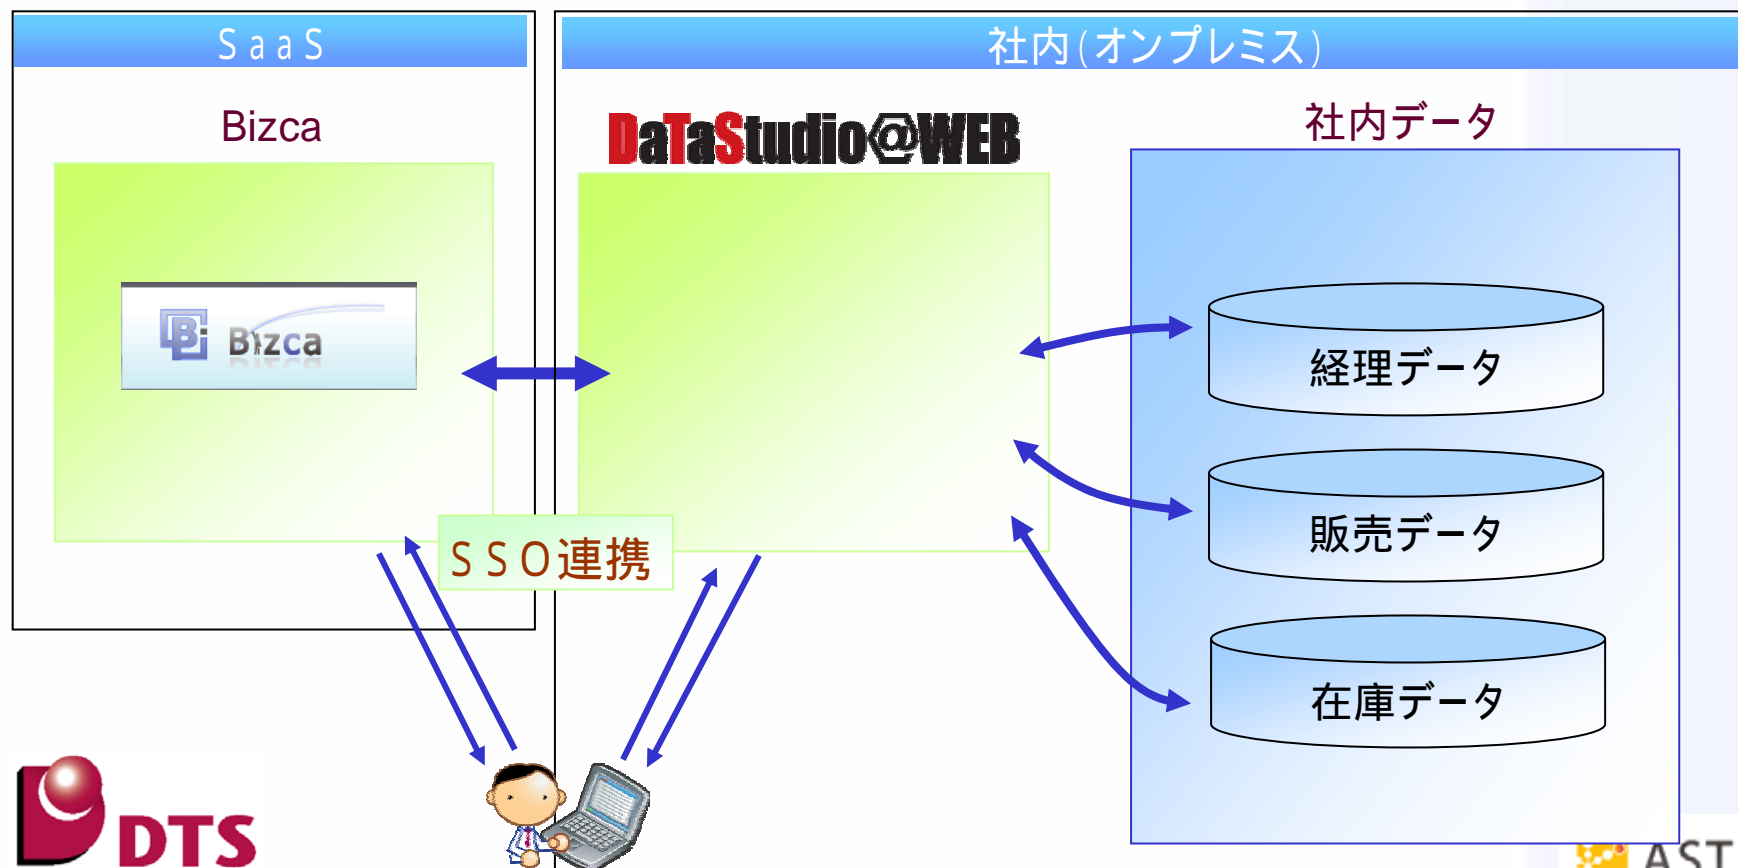 SaaS
社内(オンプレミス)
Bizca
DaTaStudio@WEB
社内データ
Bizca
経理データ
SSO連携
販売データ
在庫データ
DTS
AST